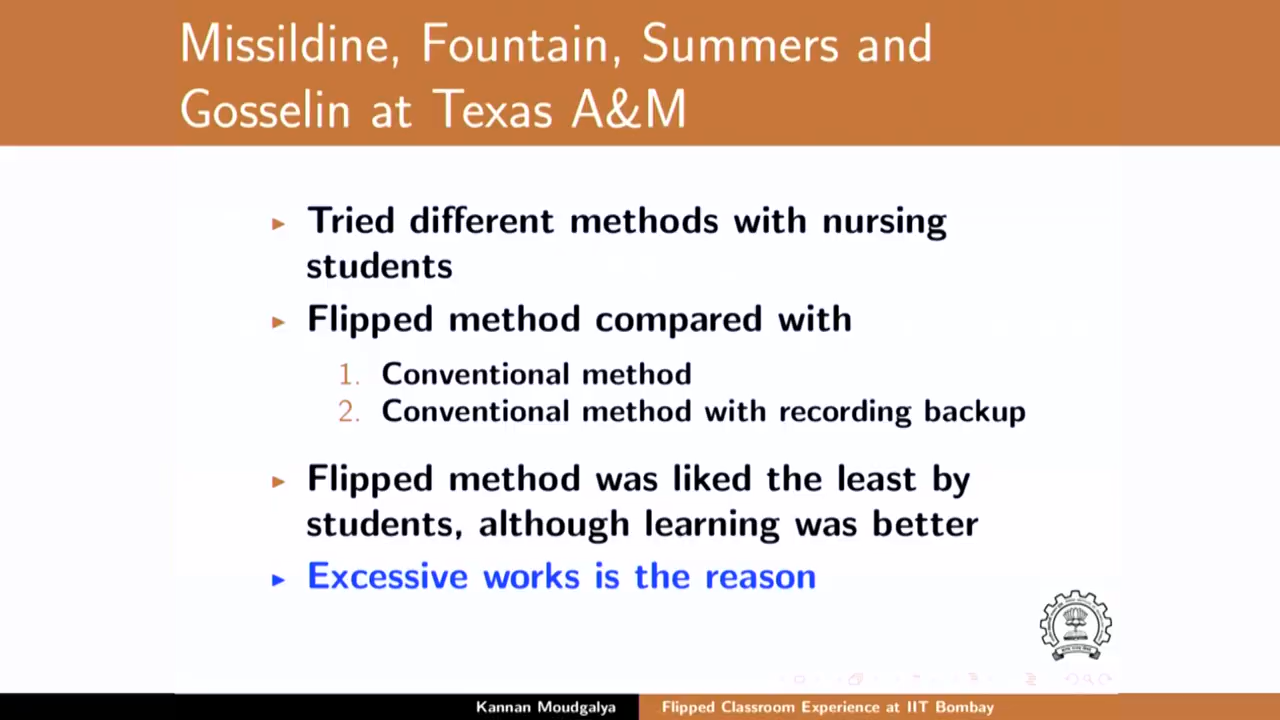 Missildine, Fountain, Summers and
Gosselin at Texas A&M
Tried different methods with nursing
students
Flipped method compared with
1. Conventional method
2. Conventional method with recording backup
Flipped method was liked the least by
students, although learning was better
Excessive works is the reason
Kannan Moudgalya
Flipped Classroom Experience at IIT Bombay